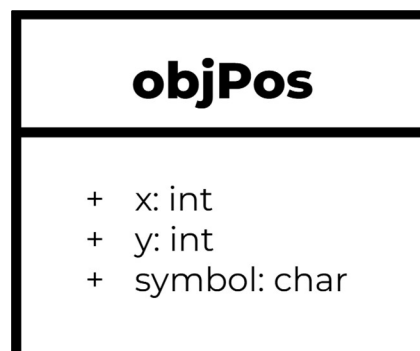 objPos
+ x: int
+ y: int
+ symbol: char